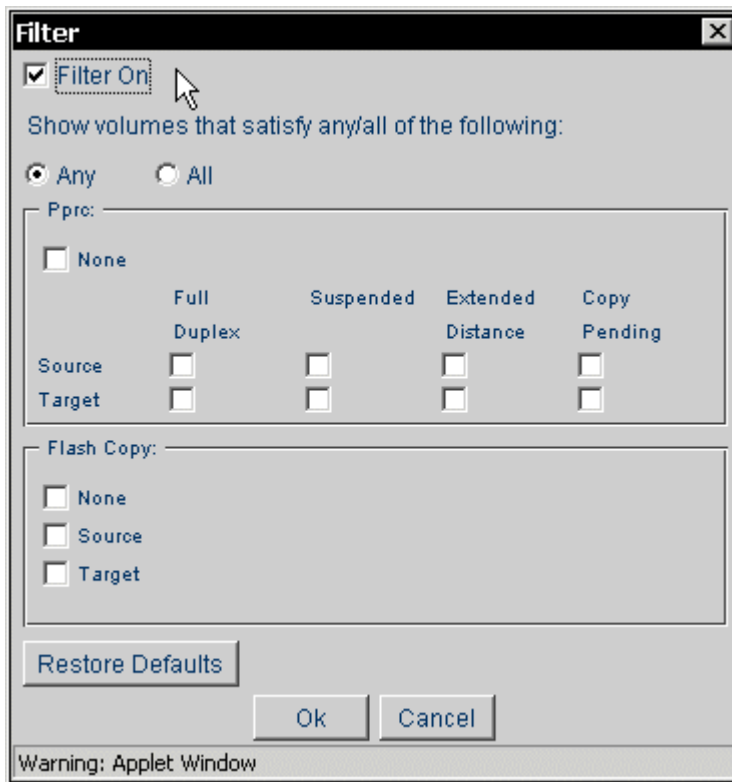 Filter
Filter On
Show volumes that satisfy any/all of the following:
Any All
Pprc:
None
Full Suspended Extended Copy
Duplex Distance Pending
Source
Target
Flash Copy:
None
Source
Target
Restore Defaults
Ok Cancel
Warning: Applet Window